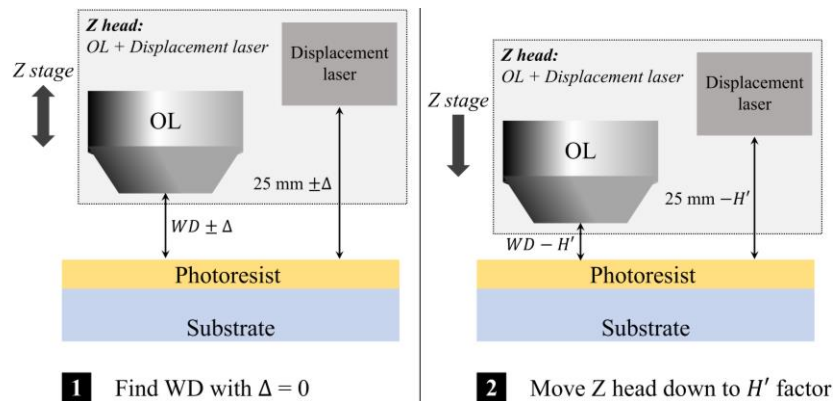 Z head:
OL + Displacement laser
Z stage
Displacement
laser
OL
25 mm ±Δ
WD ± Δ
Photoresist
Substrate
1 Find WD with Δ = 0
Z head:
OL + Displacement laser
Z stage
Displacement
laser
OL
25 mm −H′
WD − H′
Photoresist
Substrate
2 Move Z head down to H′ factor